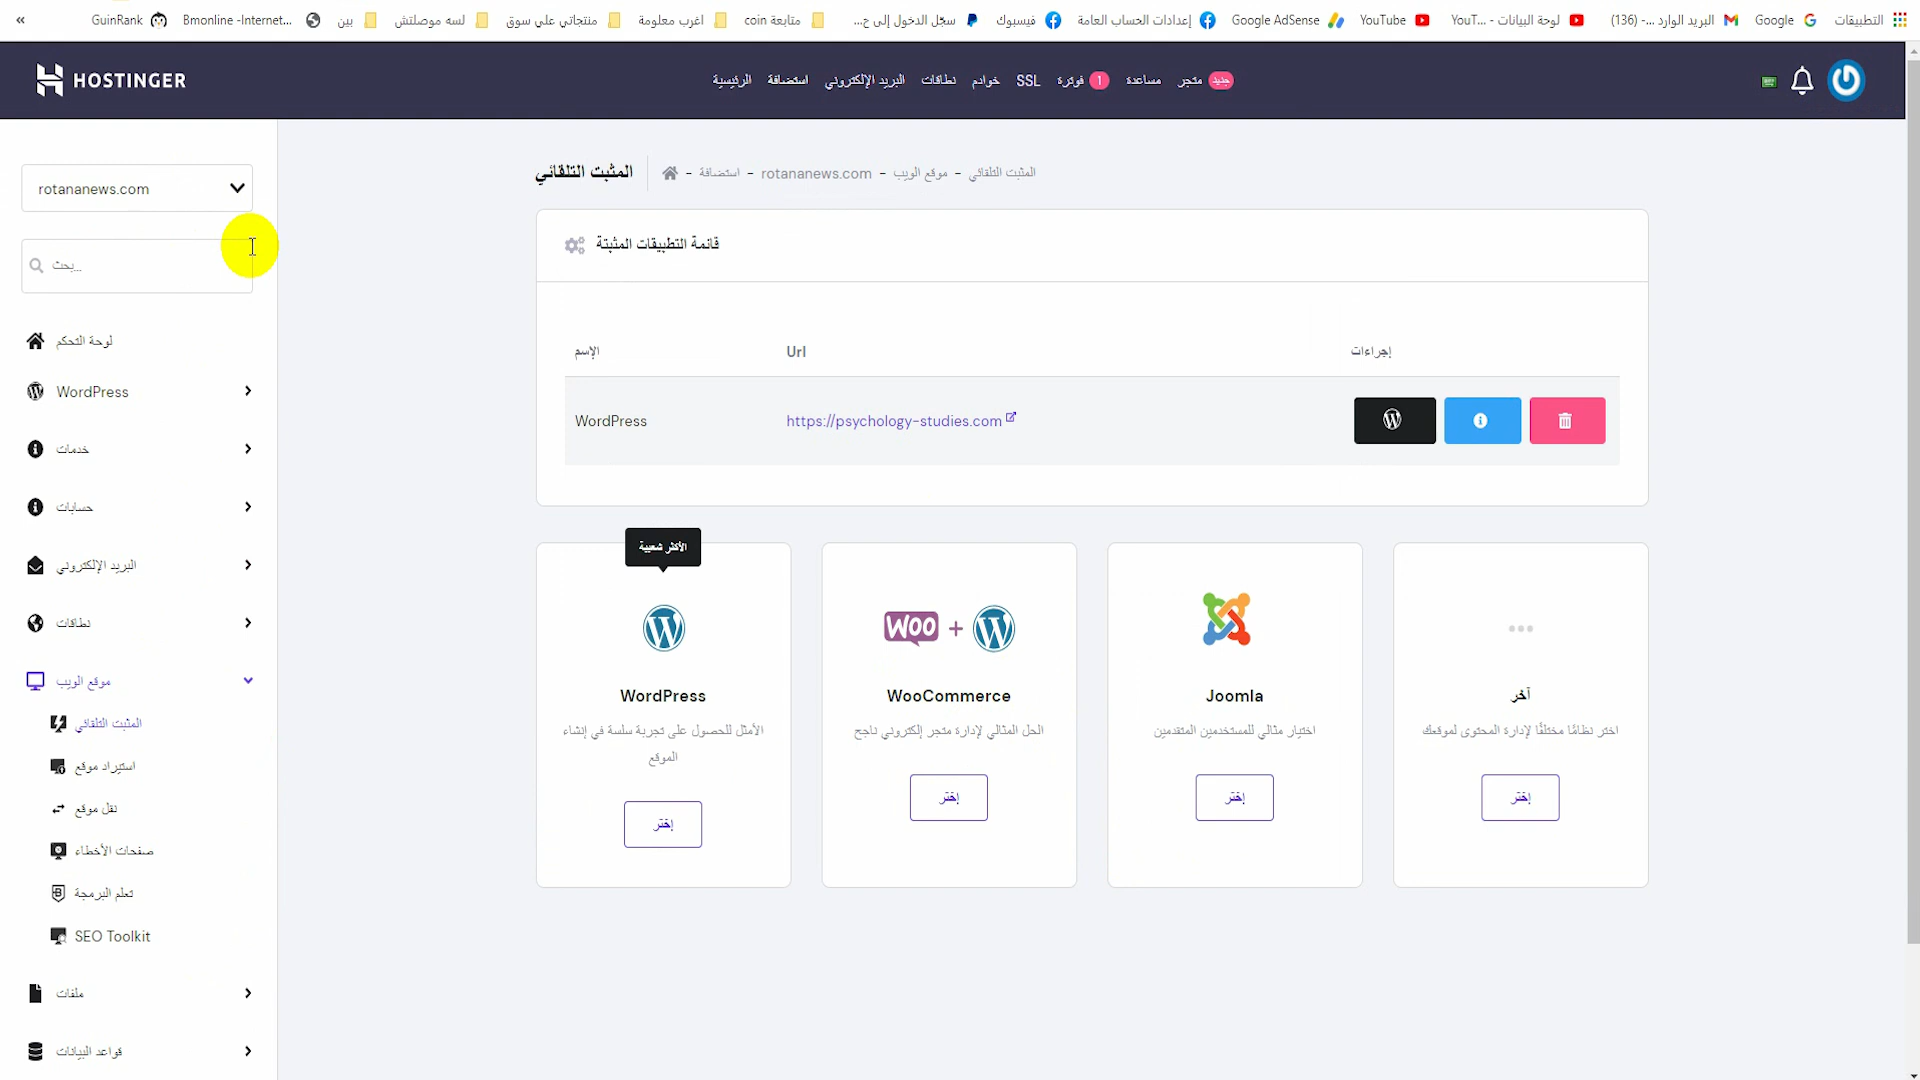 «
GuinRank
Bmonline -Internet...
بين
لسه موصلتش
منتجاتي علي سوق
اغرب معلومة
متابعة coin
سجّل الدخول إلى ح...
فيسبوك
إعدادات الحساب العامة
Google AdSense
YouTube
لوحة البيانات - YouT...
البريد الوارد ...- (136)
Google
التطبيقات
HOSTINGER
الرئيسية
استضافة
البريد الإلكتروني
نطاقات
خوادم
SSL
فوترة 1
مساعدة
متجر جديد
rotananews.com
بحث...
لوحة التحكم
WordPress
خدمات
حسابات
البريد الإلكتروني
نطاقات
موقع الويب
المثبت التلقائي
استيراد موقع
نقل موقع
صفحات الأخطاء
تعلم البرمجة
SEO Toolkit
ملفات
قواعد البيانات
المثبت التلقائي
- استضافة - rotananews.com - موقع الويب - المثبت التلقائي
قائمة التطبيقات المثبتة
الإسم
Url
إجراءات
WordPress
https://psychology-studies.com
الأكثر شعبية
WordPress
الأمثل للحصول على تجربة سلسة في إنشاء
الموقع
إختر
WOO + W
WooCommerce
الحل المثالي لإدارة متجر إلكتروني ناجح
إختر
Joomla
اختيار مثالي للمستخدمين المتقدمين
إختر
آخر
اختر نظامًا مختلفًا لإدارة المحتوى لموقعك
إختر